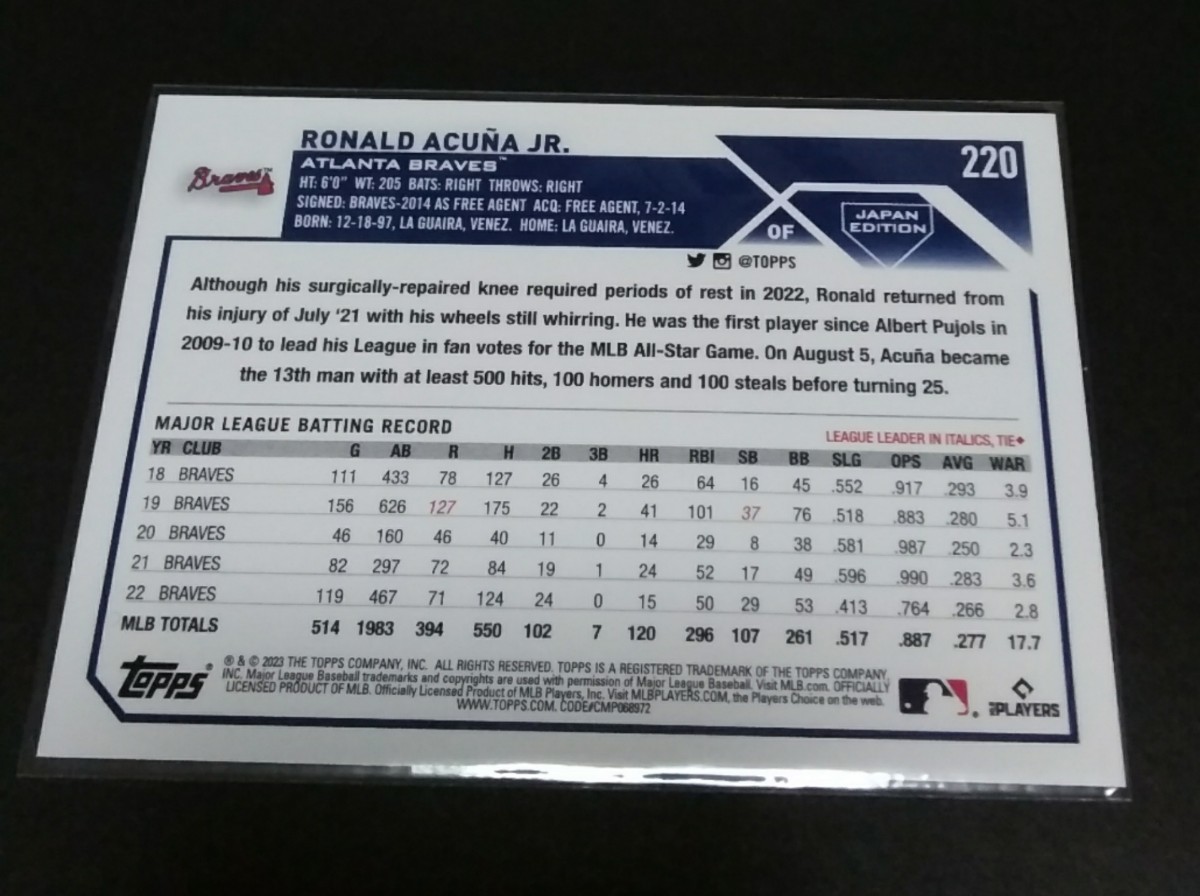 RONALD ACUÑA JR.
220
Braves™
ATLANTA BRAVES™
HT: 6'0" WT: 205 BATS: RIGHT THROWS: RIGHT
SIGNED: BRAVES-2014 AS FREE AGENT ACQ: FREE AGENT, 7-2-14
BORN: 12-18-97, LA GUAIRA, VENEZ. HOME: LA GUAIRA, VENEZ.
OF
JAPAN
EDITION
@TOPPS
Although his surgically-repaired knee required periods of rest in 2022, Ronald returned from
his injury of July '21 with his wheels still whirring. He was the first player since Albert Pujols in
2009-10 to lead his League in fan votes for the MLB All-Star Game. On August 5, Acuña became
the 13th man with at least 500 hits, 100 homers and 100 steals before turning 25.
MAJOR LEAGUE BATTING RECORD
LEAGUE LEADER IN ITALICS, TIE♦
YR CLUB G AB R H 2B 3B HR RBI SB BB SLG OPS AVG WAR
18 BRAVES 111 433 78 127 26 4 26 64 16 45 .552 .917 .293 3.9
19 BRAVES 156 626 127 175 22 2 41 101 37 76 .518 .883 .280 5.1
20 BRAVES 46 160 46 40 11 0 14 29 8 38 .581 .987 .250 2.3
21 BRAVES 82 297 72 84 19 1 24 52 17 49 .596 .990 .283 3.6
22 BRAVES 119 467 71 124 24 0 15 50 29 53 .413 .764 .266 2.8
MLB TOTALS 514 1983 394 550 102 7 120 296 107 261 .517 .887 .277 17.7
Topps®
® & © 2023 THE TOPPS COMPANY, INC. ALL RIGHTS RESERVED. TOPPS IS A REGISTERED TRADEMARK OF THE TOPPS COMPANY,
INC. Major League Baseball trademarks and copyrights are used with permission of Major League Baseball. Visit MLB.com. OFFICIALLY
LICENSED PRODUCT OF MLB. Officially Licensed Product of MLB Players, Inc. Visit MLBPLAYERS.COM, the Players Choice on the web.
WWW.TOPPS.COM. CODE#CMP068972
PLAYERS